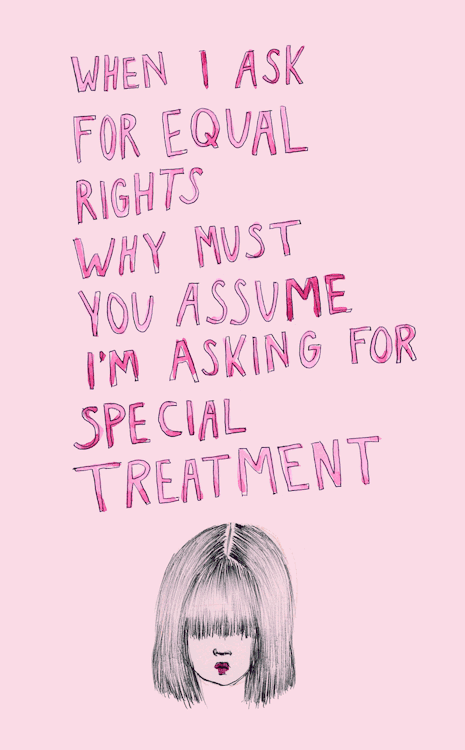 WHEN I ASK
FOR EQUAL
RIGHTS
WHY MUST
YOU ASSUME
I'M ASKING FOR
SPECIAL
TREATMENT